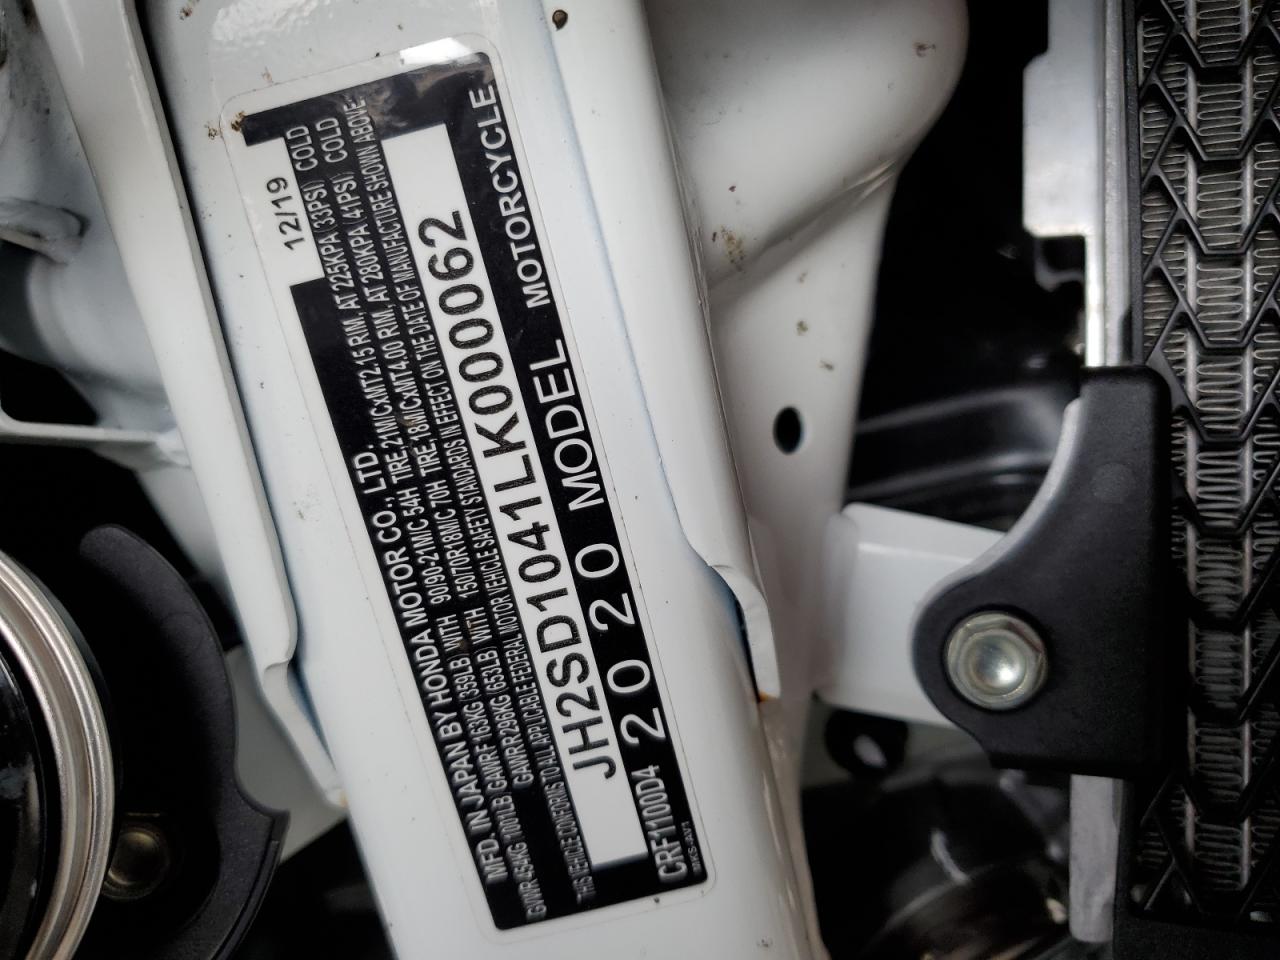 MFD. IN JAPAN BY HONDA MOTOR CO., LTD. 12/19
GVWR 454KG 1001LB GAWRF 163KG 359LB WITH 90/90-21M/C 54H TIRE, 21M/CxMT2.15 RIM, AT 225KPA (33PSI) COLD
GAWRR 296KG (653LB) WITH 150/70R18M/C 70H TIRE, 18M/CxMT4.00 RIM, AT 280KPA (41PSI) COLD
THIS VEHICLE CONFORMS TO ALL APPLICABLE FEDERAL MOTOR VEHICLE SAFETY STANDARDS IN EFFECT ON THE DATE OF MANUFACTURE SHOWN ABOVE.
JH2SD1041LK000062
CRF1100D4 2020 MODEL MOTORCYCLE